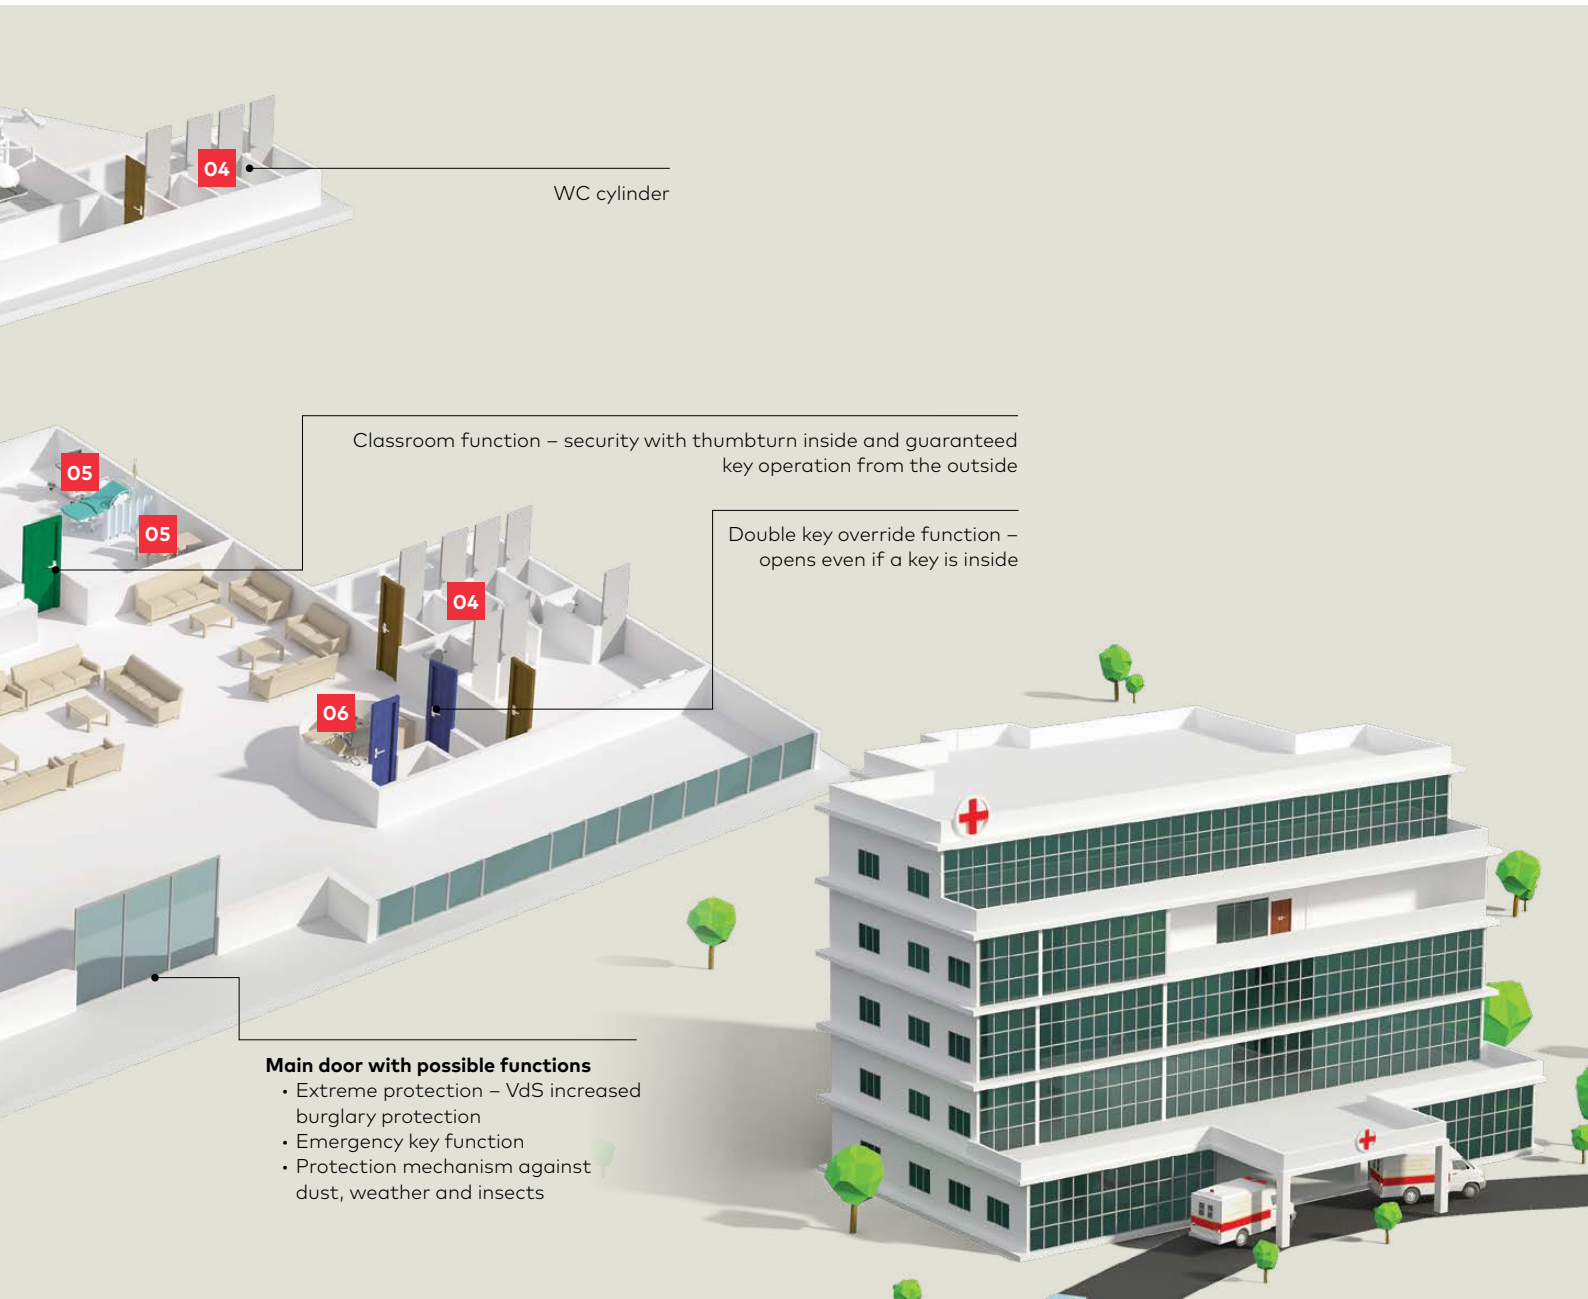 04
WC cylinder
Classroom function – security with thumbturn inside and guaranteed
key operation from the outside
05
05
Double key override function –
opens even if a key is inside
04
06
Main door with possible functions
• Extreme protection – VdS increased
burglary protection
• Emergency key function
• Protection mechanism against
dust, weather and insects